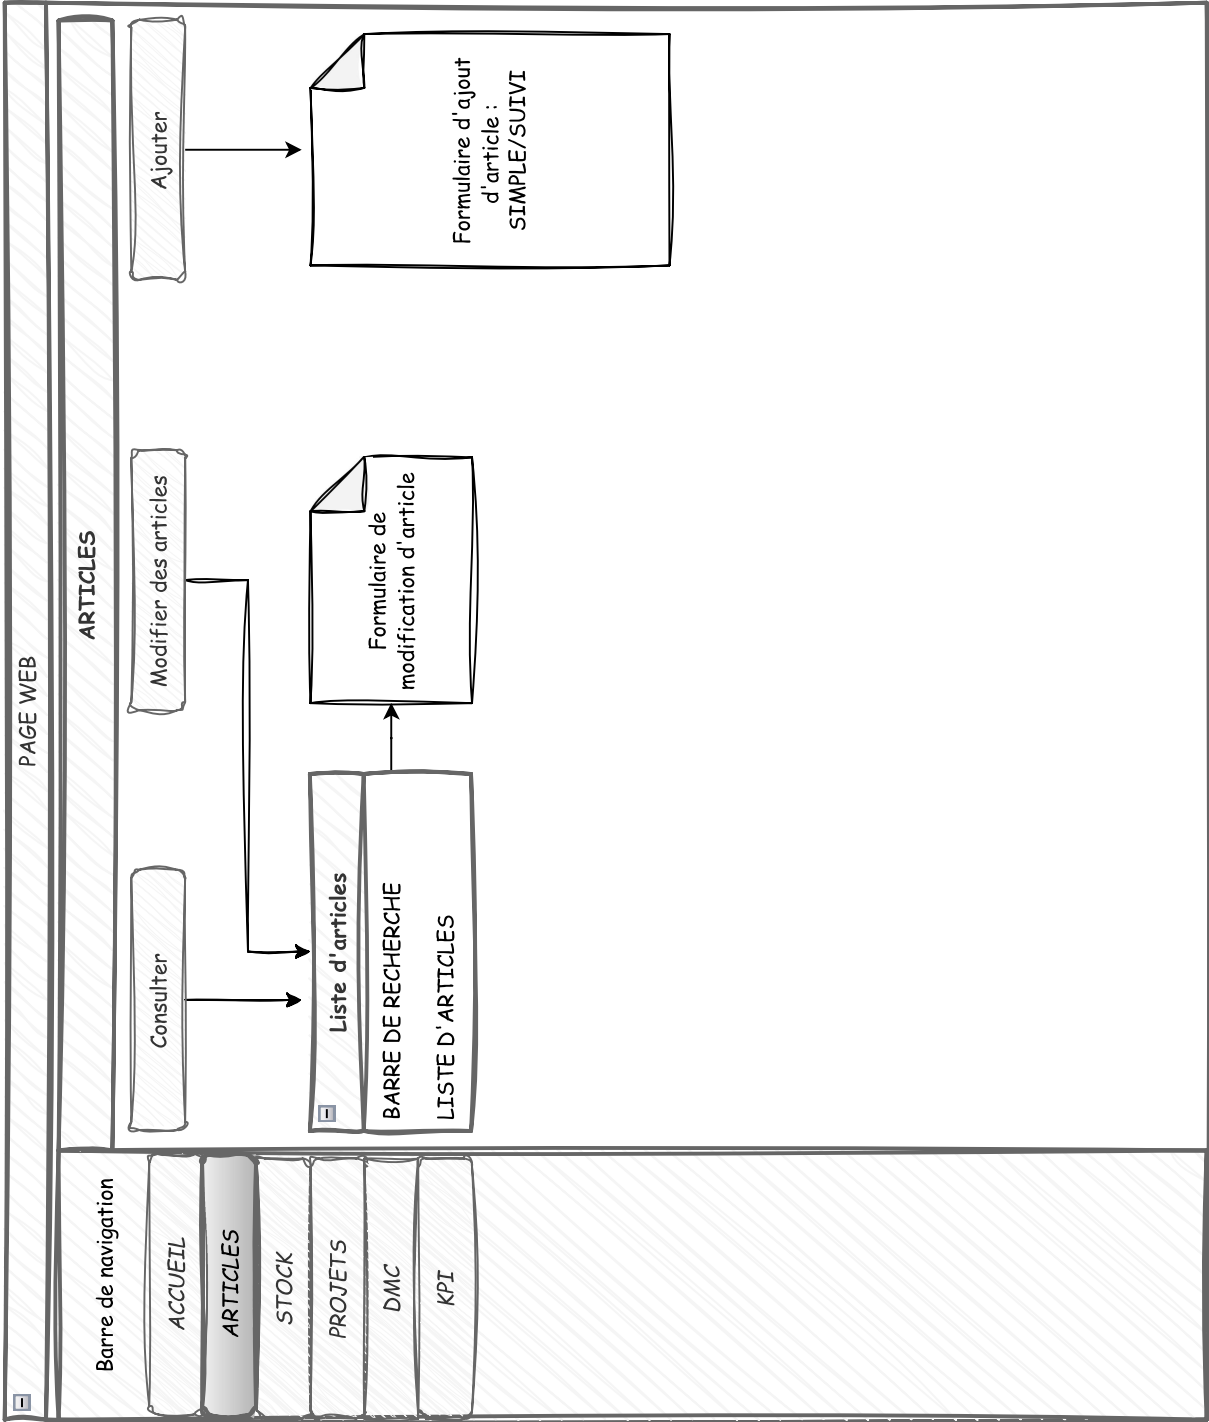 PAGE WEB
Barre de navigation
ACCUEIL
ARTICLES
STOCK
PROJETS
DMC
KPI
ARTICLES
Consulter
Modifier des articles
Ajouter
Liste d'articles
BARRE DE RECHERCHE
LISTE D'ARTICLES
Formulaire de
modification d'article
Formulaire d'ajout
d'article :
SIMPLE/SUIVI